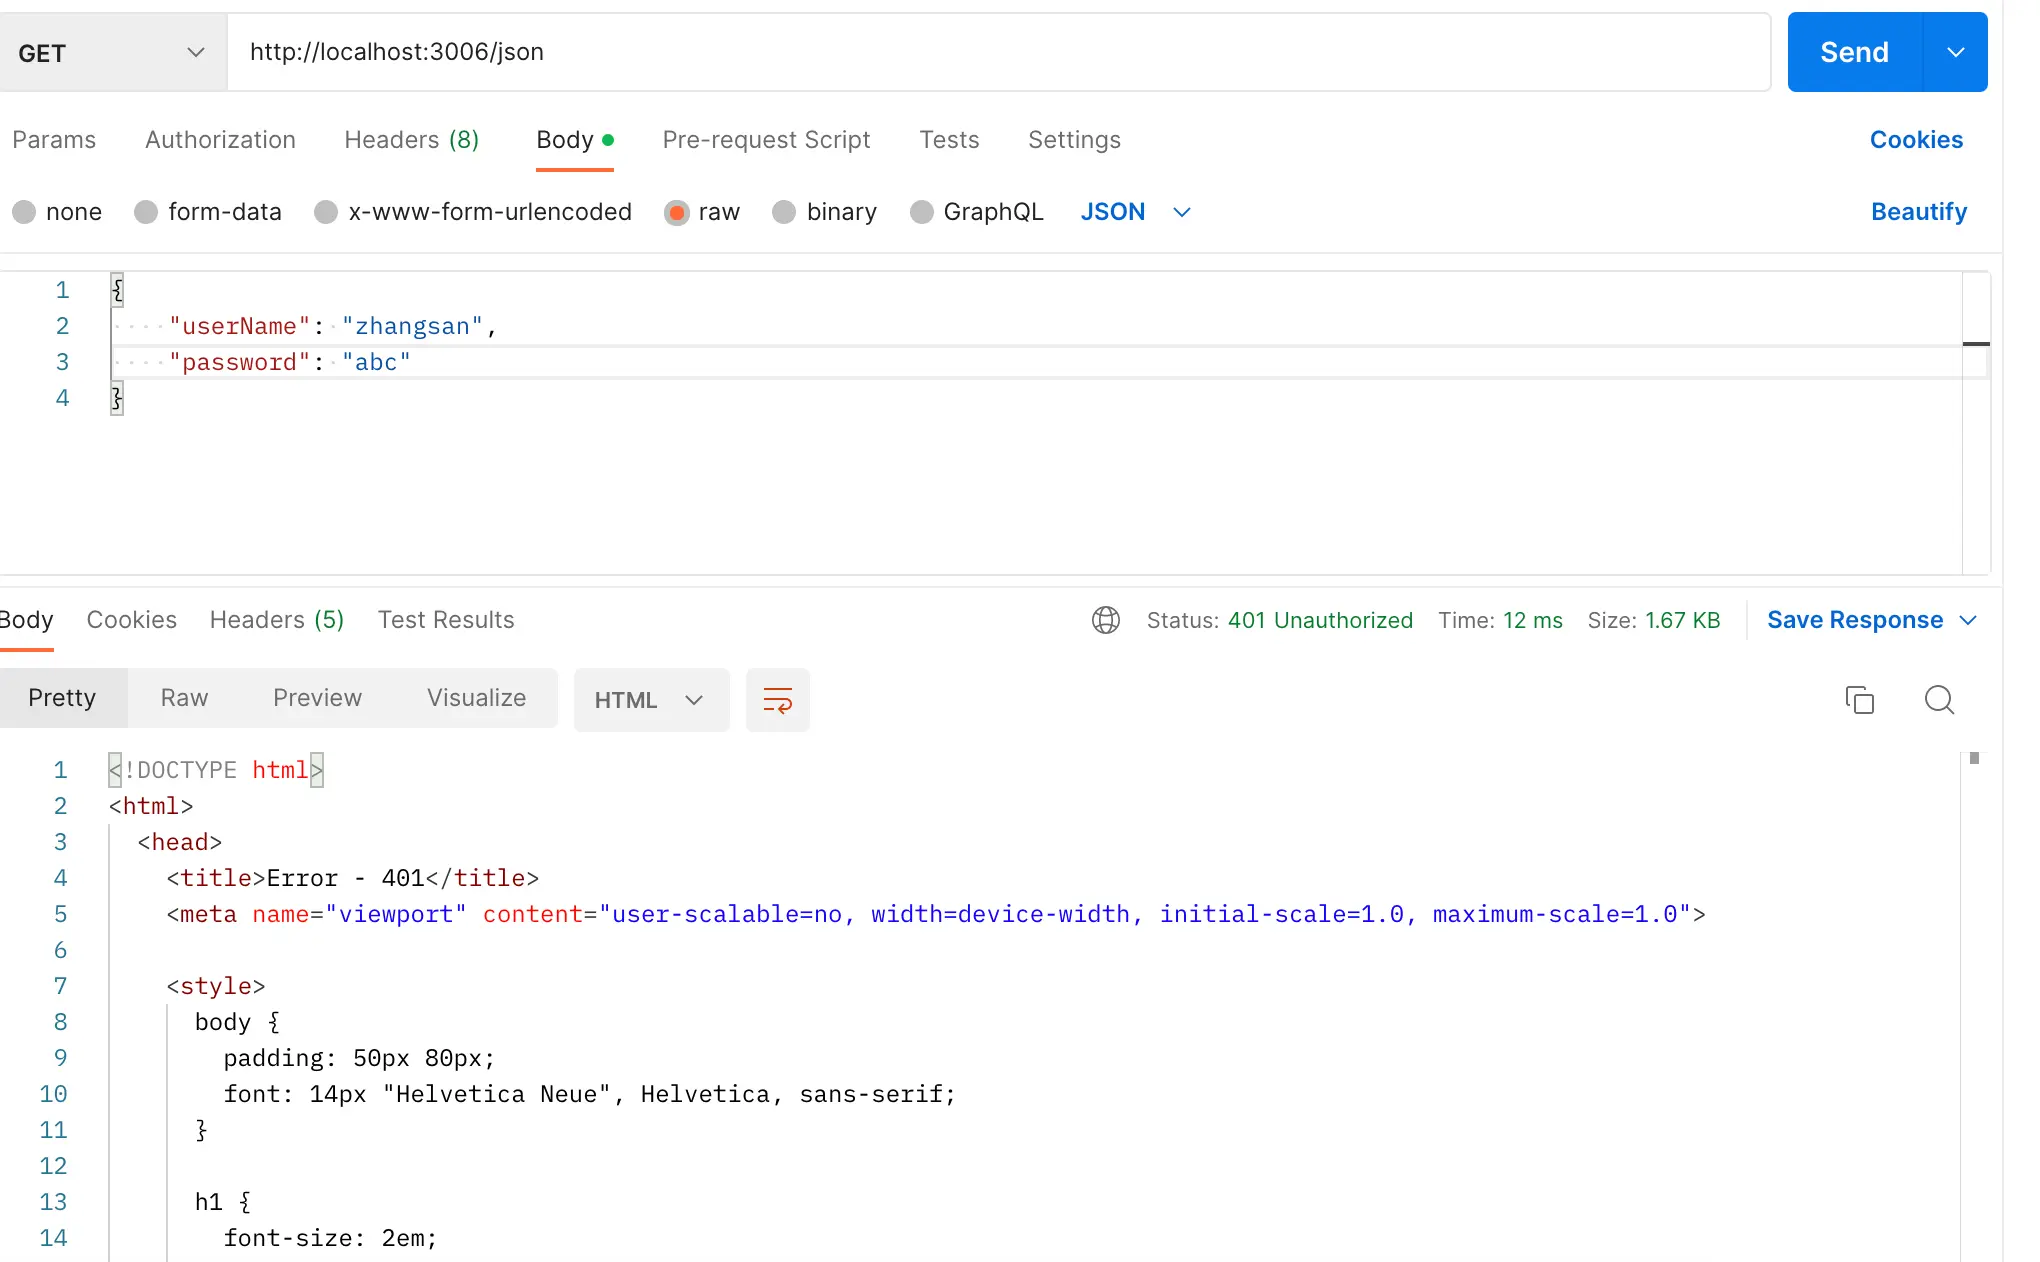 GET http://localhost:3006/json Send
Params Authorization Headers (8) Body Pre-request Script Tests Settings Cookies
none form-data x-www-form-urlencoded raw binary GraphQL JSON Beautify
1 {
2 "userName": "zhangsan",
3 "password": "abc"
4 }
Body Cookies Headers (5) Test Results Status: 401 Unauthorized Time: 12 ms Size: 1.67 KB Save Response
Pretty Raw Preview Visualize HTML
1 <!DOCTYPE html>
2 <html>
3 <head>
4 <title>Error - 401</title>
5 <meta name="viewport" content="user-scalable=no, width=device-width, initial-scale=1.0, maximum-scale=1.0">
6
7 <style>
8 body {
9 padding: 50px 80px;
10 font: 14px "Helvetica Neue", Helvetica, sans-serif;
11 }
12
13 h1 {
14 font-size: 2em;